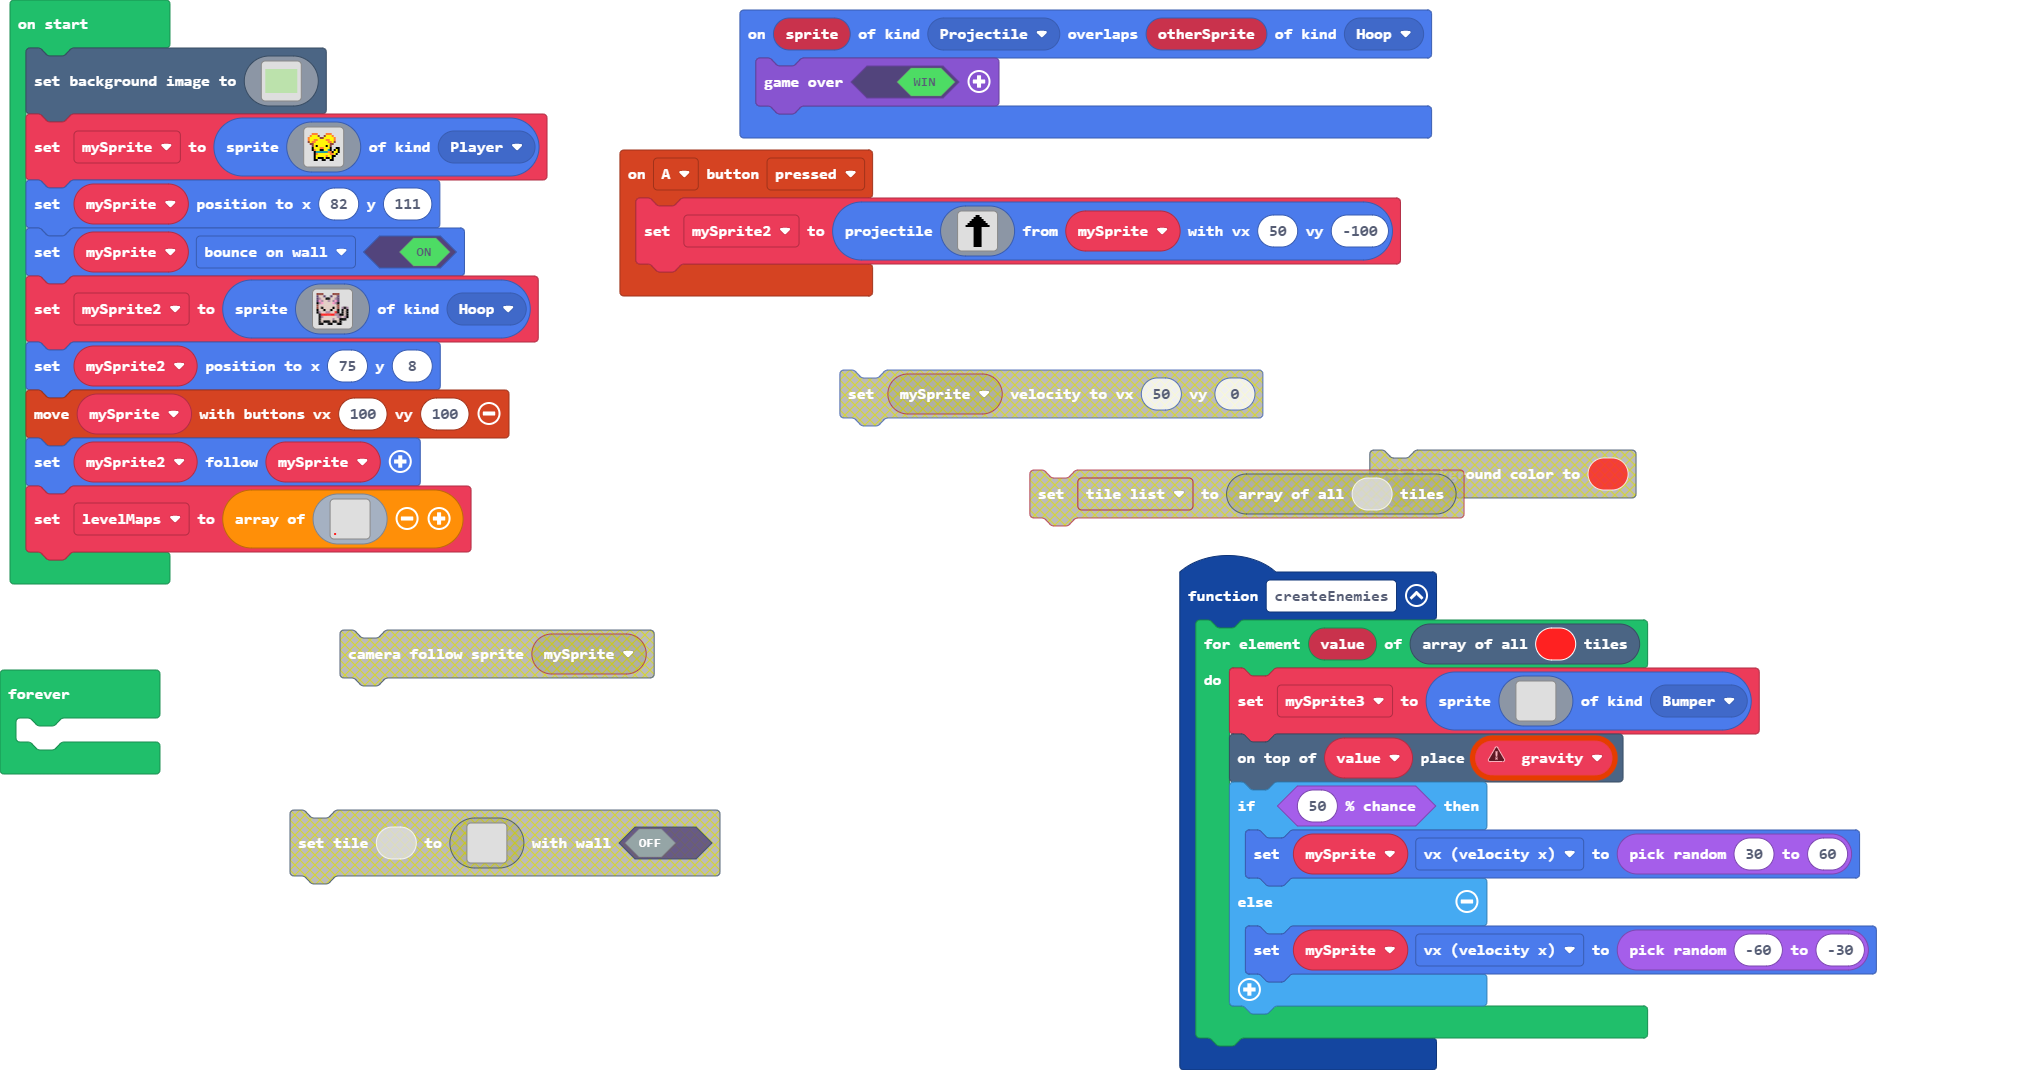 on start
set background image to
set mySprite to sprite of kind Player
set mySprite position to x 82 y 111
set mySprite bounce on wall ON
set mySprite2 to sprite of kind Hoop
set mySprite2 position to x 75 y 8
move mySprite with buttons vx 100 vy 100
set mySprite2 follow mySprite
set levelMaps to array of
on sprite of kind Projectile overlaps otherSprite of kind Hoop
game over WIN
on A button pressed
set mySprite2 to projectile from mySprite with vx 50 vy -100
set mySprite velocity to vx 50 vy 0
ound color to
set tile list to array of all tiles
camera follow sprite mySprite
forever
set tile to with wall OFF
function createEnemies
for element value of array of all tiles
do
set mySprite3 to sprite of kind Bumper
on top of value place gravity
if 50 % chance then
set mySprite vx (velocity x) to pick random 30 to 60
else
set mySprite vx (velocity x) to pick random -60 to -30